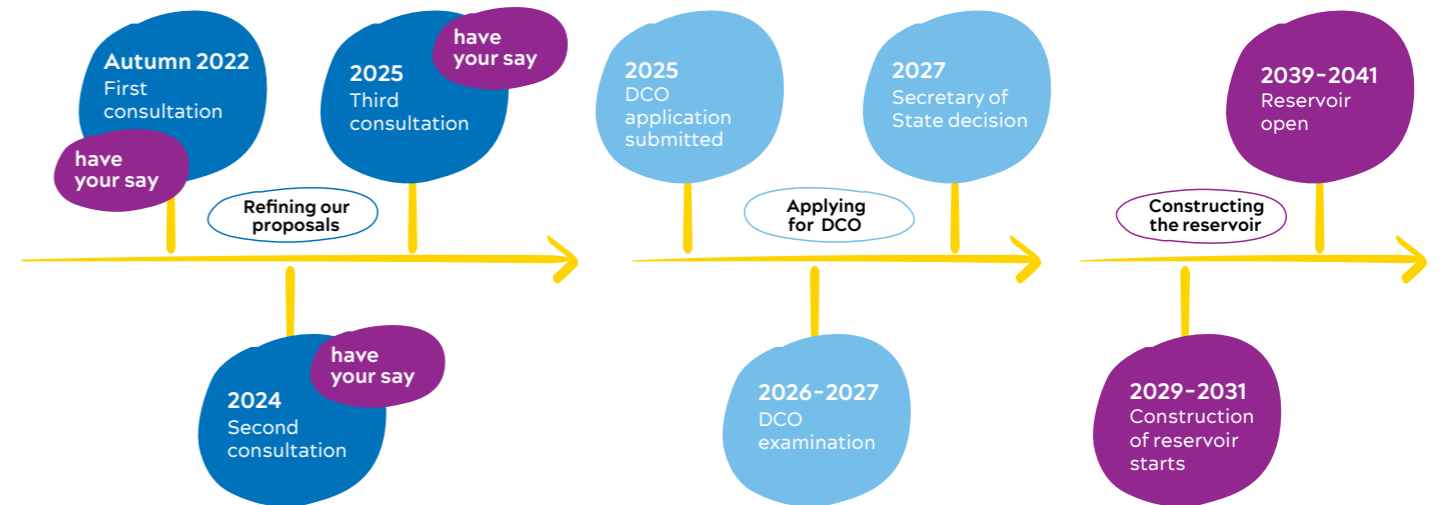 Autumn 2022
First
consultation
have
your say
Refining our
proposals
2024
Second
consultation
have
your say
2025
Third
consultation
have
your say
2025
DCO
application
submitted
Applying
for DCO
2026–2027
DCO
examination
2027
Secretary of
State decision
Constructing
the reservoir
2029–2031
Construction
of reservoir
starts
2039–2041
Reservoir
open